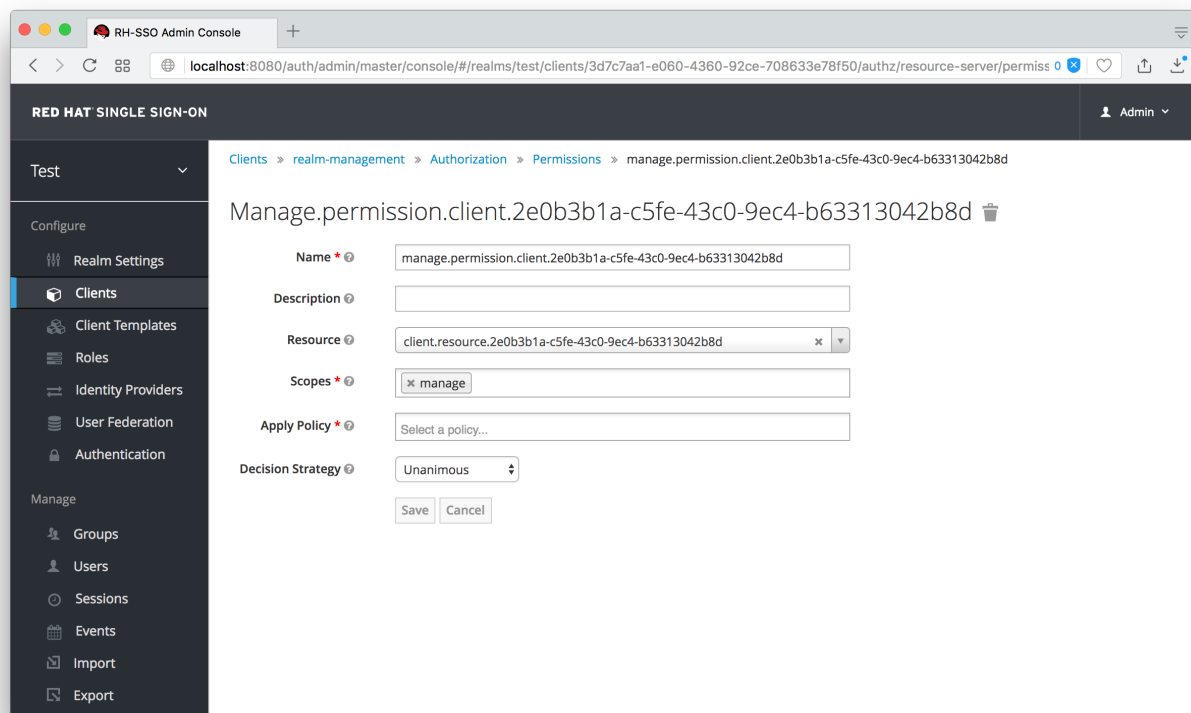 RH-SSO Admin Console
localhost:8080/auth/admin/master/console/#/realms/test/clients/3d7c7aa1-e060-4360-92ce-708633e78f50/authz/resource-server/permiss 0
RED HAT SINGLE SIGN-ON
Admin
Test
Clients » realm-management » Authorization » Permissions » manage.permission.client.2e0b3b1a-c5fe-43c0-9ec4-b63313042b8d
Manage.permission.client.2e0b3b1a-c5fe-43c0-9ec4-b63313042b8d
Configure
Realm Settings
Clients
Client Templates
Roles
Identity Providers
User Federation
Authentication
Manage
Groups
Users
Sessions
Events
Import
Export
Name * manage.permission.client.2e0b3b1a-c5fe-43c0-9ec4-b63313042b8d
Description
Resource client.resource.2e0b3b1a-c5fe-43c0-9ec4-b63313042b8d
Scopes * manage
Apply Policy * Select a policy...
Decision Strategy Unanimous
Save Cancel